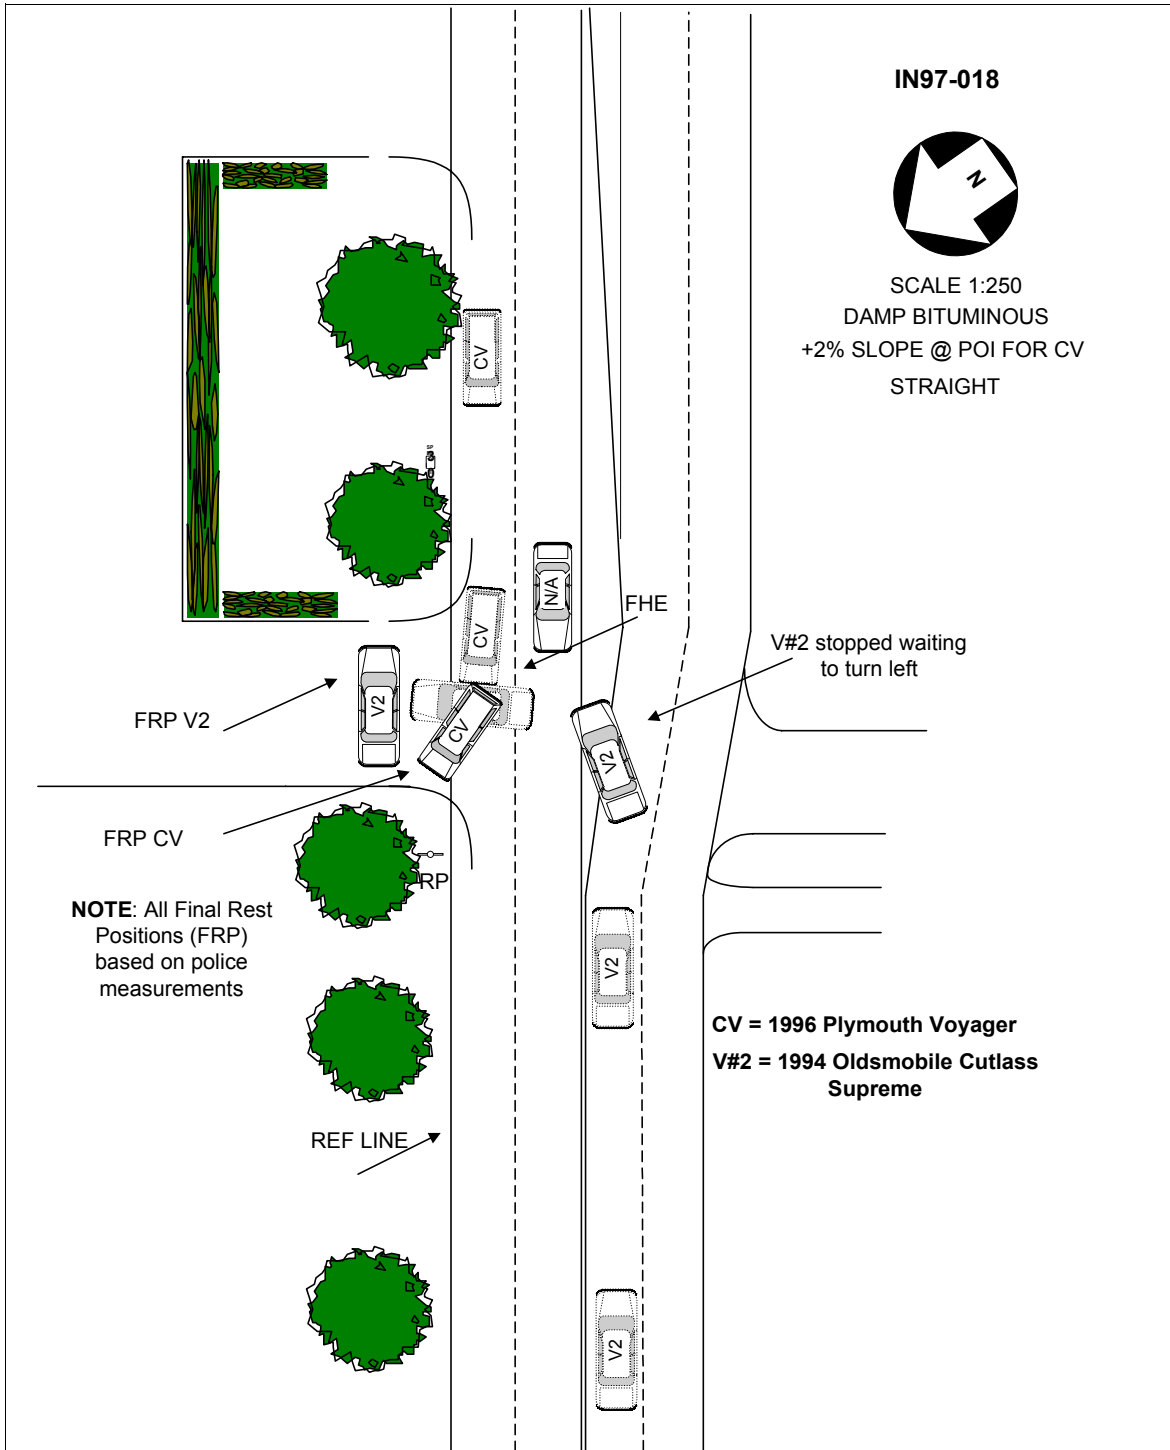 IN97-018
N
SCALE 1:250
DAMP BITUMINOUS
+2% SLOPE @ POI FOR CV
STRAIGHT
CV
N/A
CV
FHE
V#2 stopped waiting
to turn left
V2
FRP V2
CV
V2
FRP CV
RP
NOTE: All Final Rest
Positions (FRP)
based on police
measurements
V2
CV = 1996 Plymouth Voyager
V#2 = 1994 Oldsmobile Cutlass
Supreme
REF LINE
V2